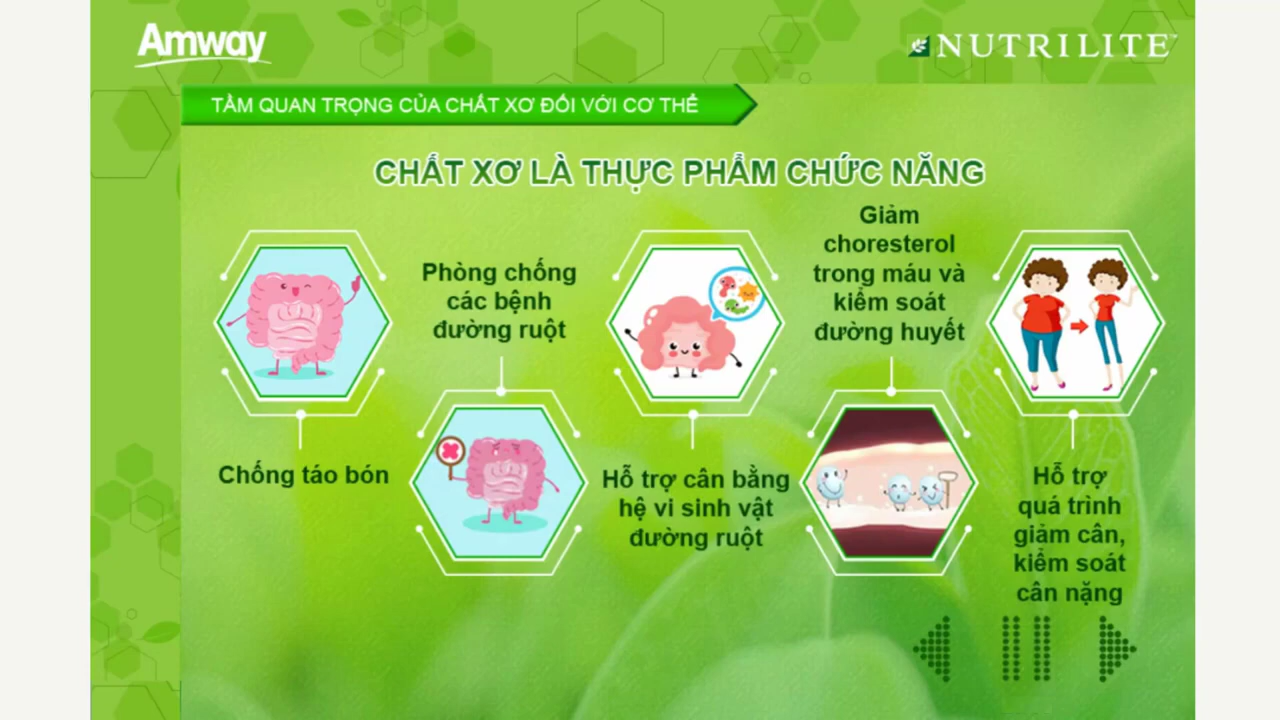 Amway
NUTRILITE
TẦM QUAN TRỌNG CỦA CHẤT XƠ ĐỐI VỚI CƠ THỂ
CHẤT XƠ LÀ THỰC PHẨM CHỨC NĂNG
Chống táo bón
Phòng chống
các bệnh
đường ruột
Hỗ trợ cân bằng
hệ vi sinh vật
đường ruột
Giảm
choresterol
trong máu và
kiểm soát
đường huyết
Hỗ trợ
quá trình
giảm cân,
kiểm soát
cân nặng